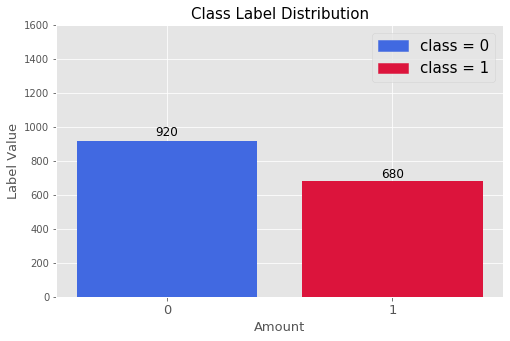 Class Label Distribution
class = 0
class = 1
1600
1400
1200
1000
800
600
400
200
0
Label Value
920
680
0
1
Amount